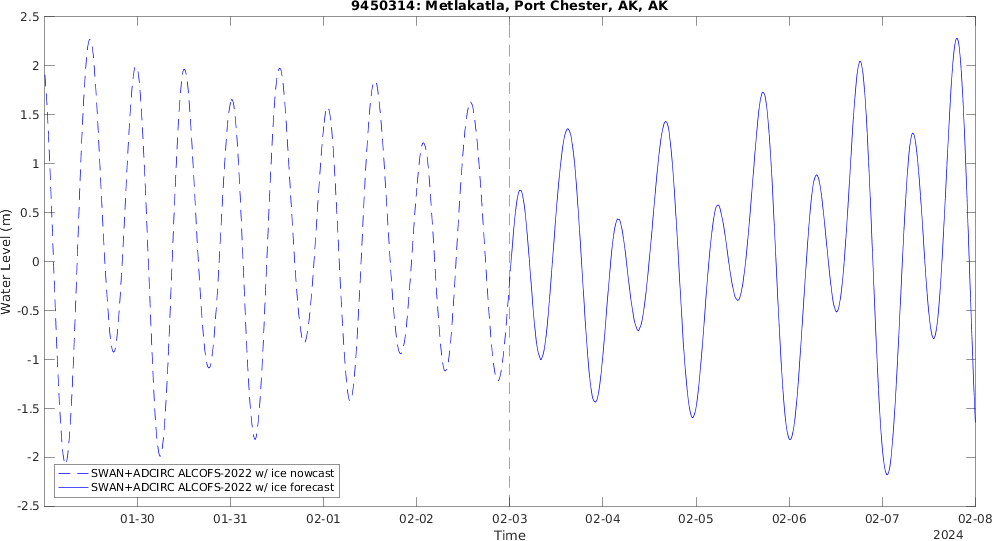 9450314: Metlakatla, Port Chester, AK, AK
Water Level (m)
2.5
2
1.5
1
0.5
0
-0.5
-1
-1.5
-2
-2.5
SWAN+ADCIRC ALCOFS-2022 w/ ice nowcast
SWAN+ADCIRC ALCOFS-2022 w/ ice forecast
01-30 01-31 02-01 02-02 02-03 02-04 02-05 02-06 02-07 02-08
Time
2024